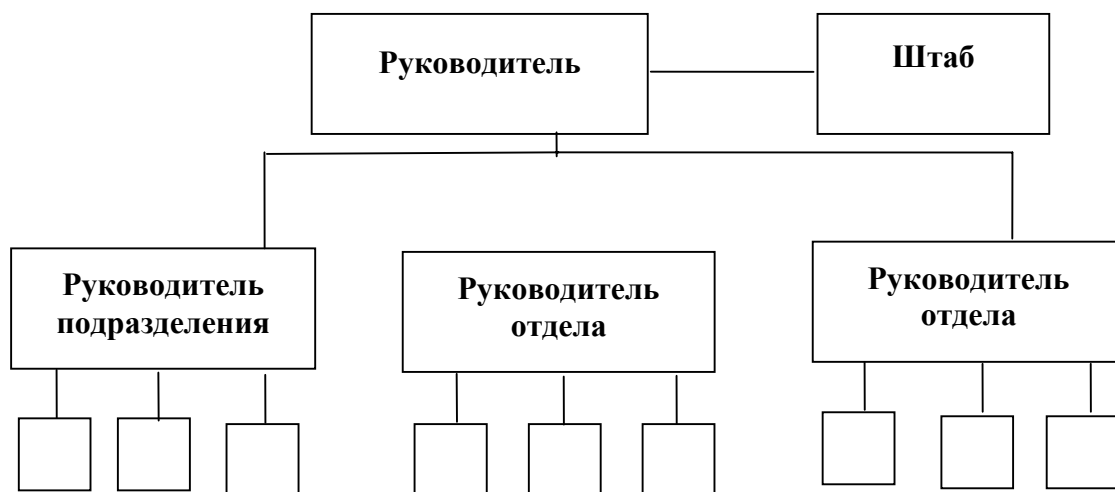 Руководитель
Штаб
Руководитель
подразделения
Руководитель
отдела
Руководитель
отдела